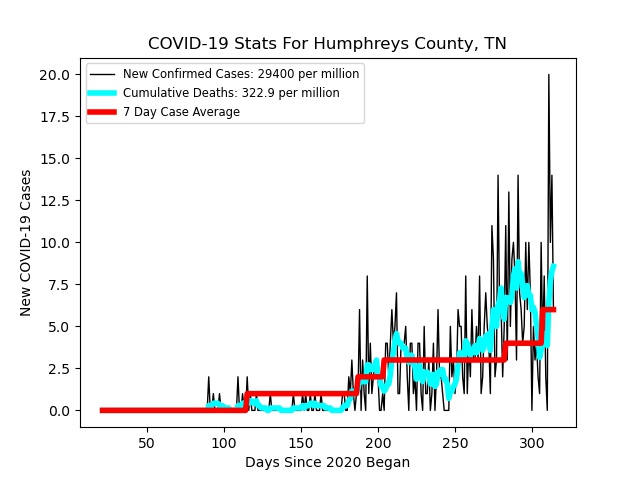 COVID-19 Stats For Humphreys County, TN
New Confirmed Cases: 29400 per million
Cumulative Deaths: 322.9 per million
7 Day Case Average
20.0
17.5
15.0
12.5
10.0
7.5
5.0
2.5
0.0
New COVID-19 Cases
50 100 150 200 250 300
Days Since 2020 Began